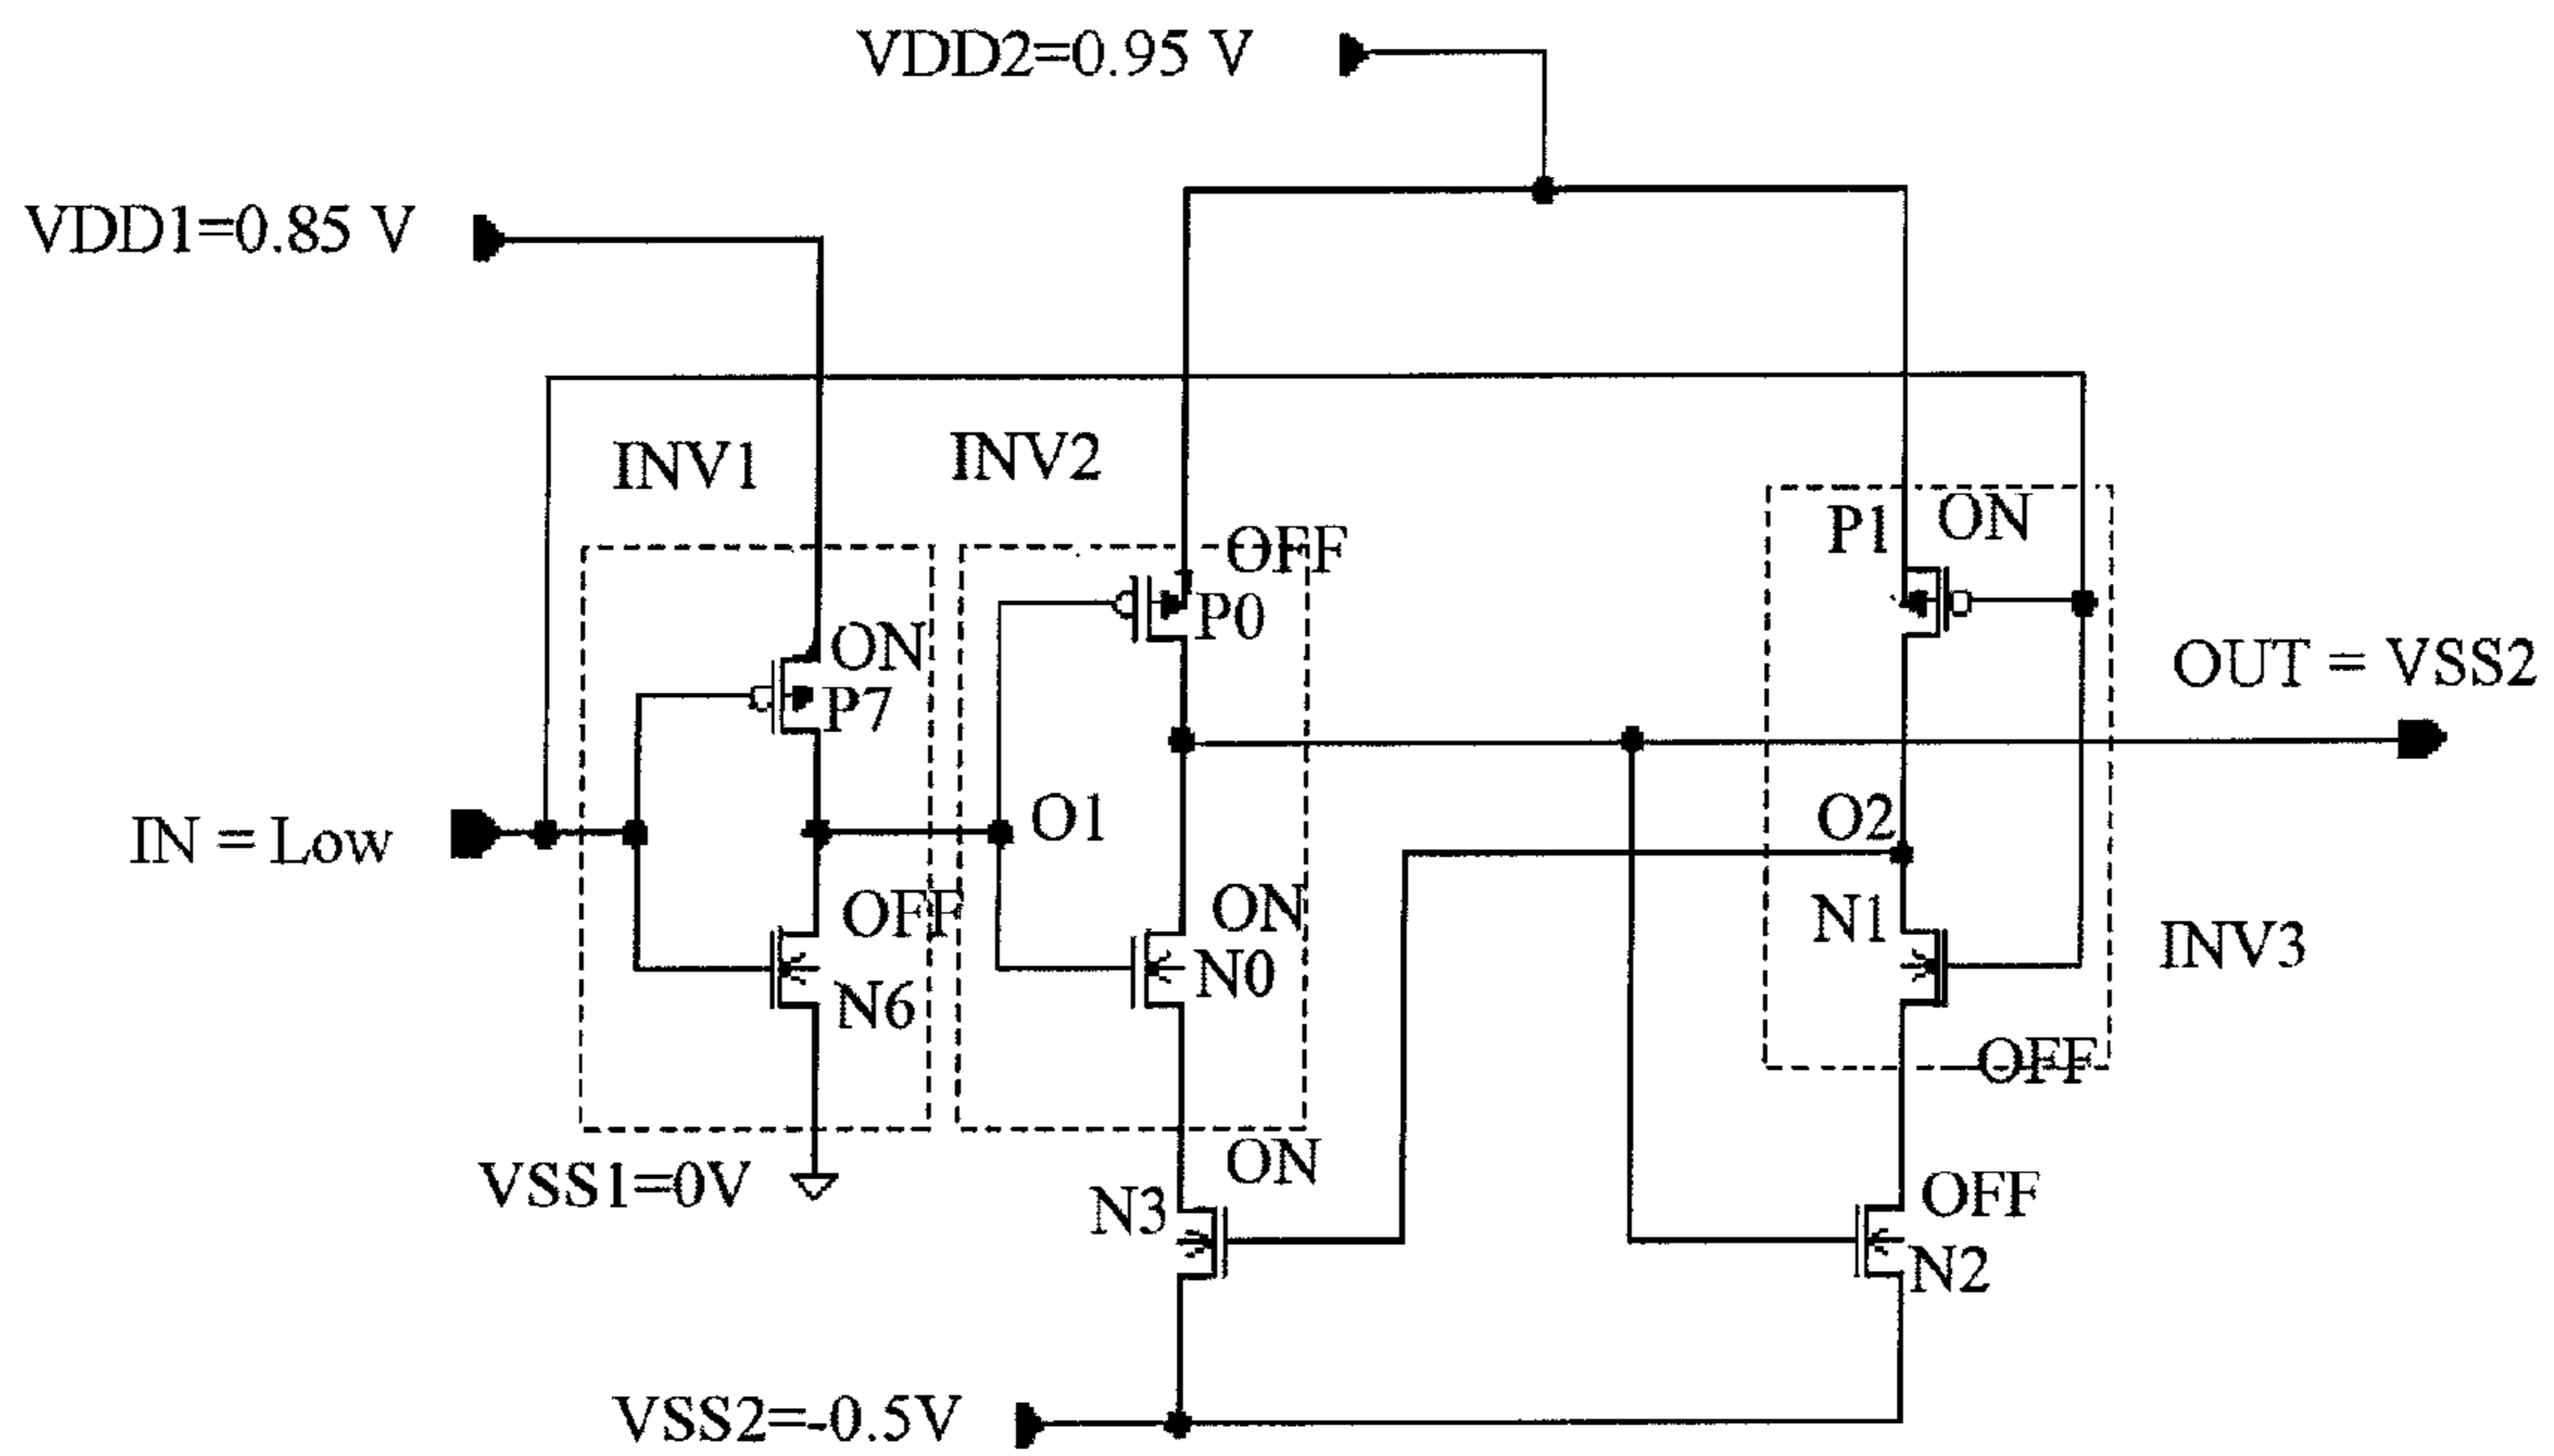 VDD2=0.95 V
VDD1=0.85 V
INV1
INV2
OFF
P0
P1
ON
ON
P7
OUT = VSS2
IN = Low
O1
O2
OFF
N6
ON
N0
N1
INV3
OFF
VSS1=0V
ON
N3
OFF
N2
VSS2=-0.5V